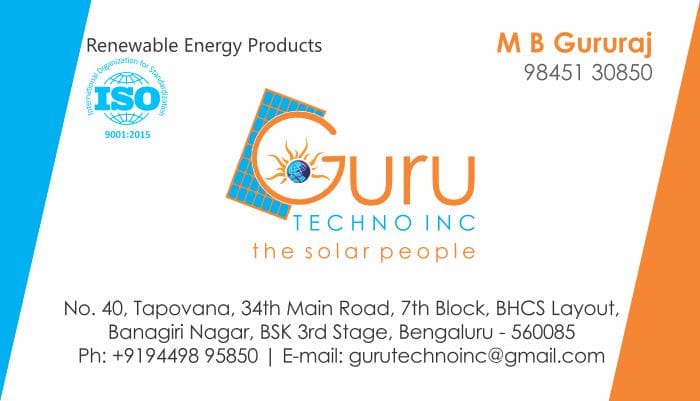 Renewable Energy Products
M B Gururaj
98451 30850
International Organization for Standardization
ISO
9001:2015
Guru
TECHNO INC
the solar people
No. 40, Tapovana, 34th Main Road, 7th Block, BHCS Layout,
Banagiri Nagar, BSK 3rd Stage, Bengaluru - 560085
Ph: +9194498 95850 | E-mail: gurutechnoinc@gmail.com